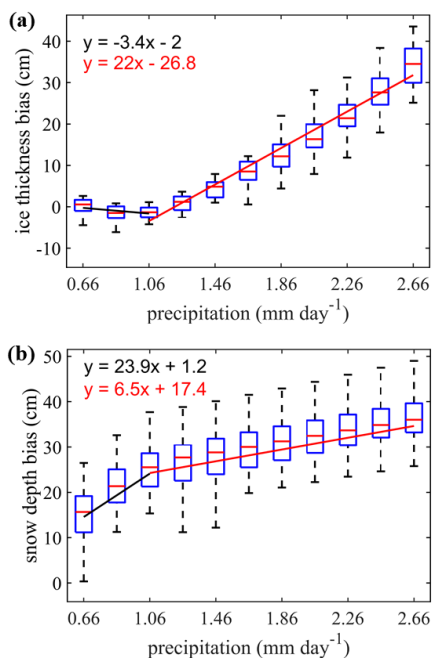 (a)
y = -3.4x - 2
y = 22x - 26.8
ice thickness bias (cm)
40
30
20
10
0
-10
0.66 1.06 1.46 1.86 2.26 2.66
precipitation (mm day-1)
(b)
y = 23.9x + 1.2
y = 6.5x + 17.4
snow depth bias (cm)
50
40
30
20
10
0
0.66 1.06 1.46 1.86 2.26 2.66
precipitation (mm day-1)